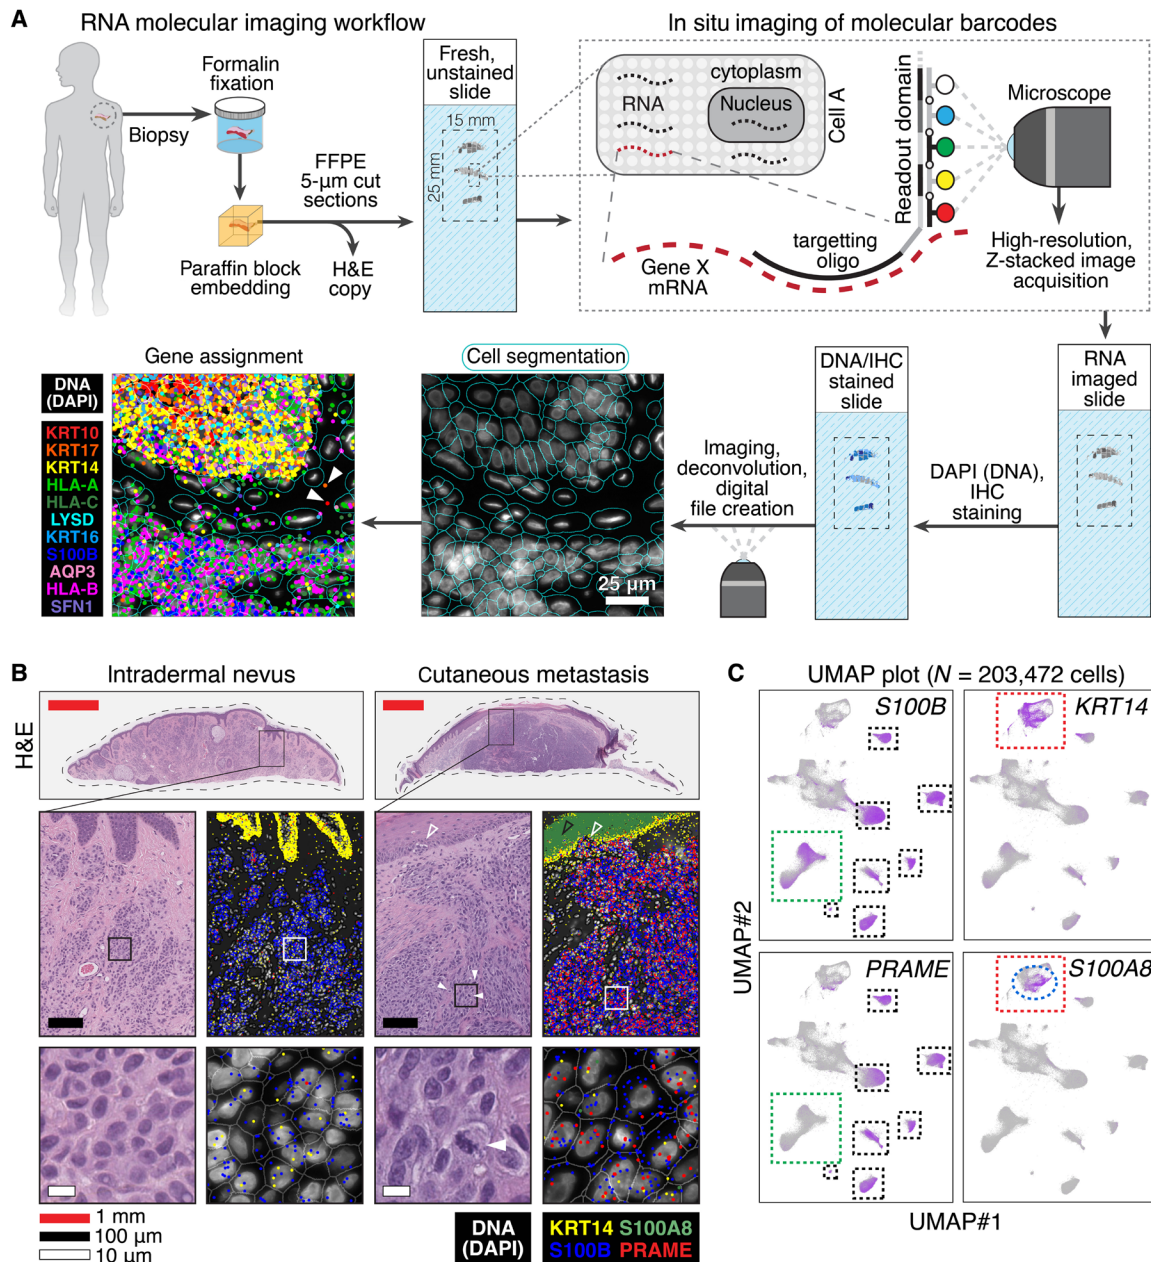 A
RNA molecular imaging workflow
In situ imaging of molecular barcodes
Formalin
fixation
Biopsy
FFPE
5-µm cut
sections
Paraffin block
embedding
H&E
copy
Fresh,
unstained
slide
15 mm
25 mm
RNA
cytoplasm
Nucleus
Cell A
Readout domain
Microscope
targetting
oligo
Gene X
mRNA
High-resolution,
Z-stacked image
acquisition
Gene assignment
DNA
(DAPI)
KRT10
KRT17
KRT14
HLA-A
HLA-C
LYSD
KRT16
S100B
AQP3
HLA-B
SFN1
Cell segmentation
25 µm
Imaging,
deconvolution,
digital
file creation
DNA/IHC
stained
slide
DAPI (DNA),
IHC
staining
RNA
imaged
slide
B
Intradermal nevus
Cutaneous metastasis
H&E
1 mm
100 µm
10 µm
DNA
(DAPI)
KRT14 S100A8
S100B PRAME
C
UMAP plot (N = 203,472 cells)
S100B
KRT14
PRAME
S100A8
UMAP#2
UMAP#1